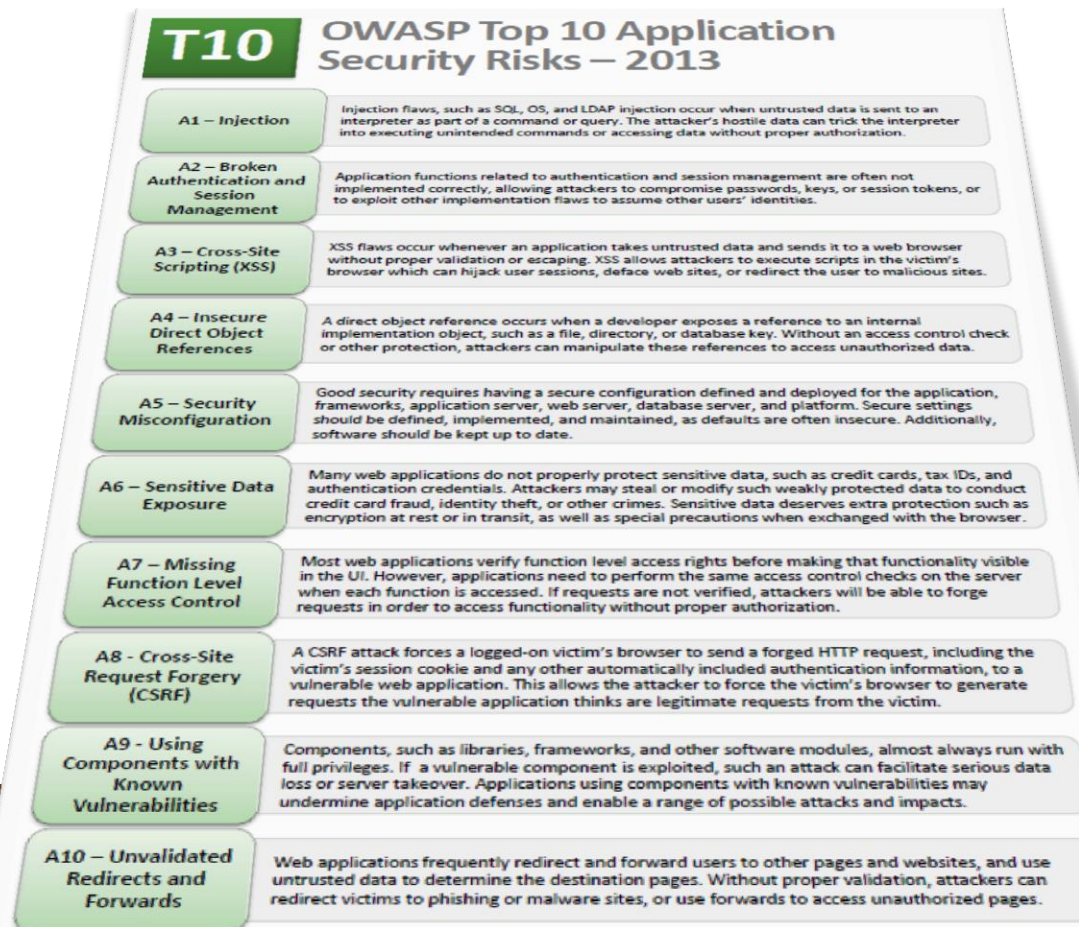 T10
OWASP Top 10 Application
Security Risks – 2013
A1 – Injection
Injection flaws, such as SQL, OS, and LDAP injection occur when untrusted data is sent to an
interpreter as part of a command or query. The attacker's hostile data can trick the interpreter
into executing unintended commands or accessing data without proper authorization.
A2 – Broken
Authentication and
Session
Management
Application functions related to authentication and session management are often not
implemented correctly, allowing attackers to compromise passwords, keys, or session tokens, or
to exploit other implementation flaws to assume other users' identities.
A3 – Cross-Site
Scripting (XSS)
XSS flaws occur whenever an application takes untrusted data and sends it to a web browser
without proper validation or escaping. XSS allows attackers to execute scripts in the victim's
browser which can hijack user sessions, deface web sites, or redirect the user to malicious sites.
A4 – Insecure
Direct Object
References
A direct object reference occurs when a developer exposes a reference to an internal
implementation object, such as a file, directory, or database key. Without an access control check
or other protection, attackers can manipulate these references to access unauthorized data.
A5 – Security
Misconfiguration
Good security requires having a secure configuration defined and deployed for the application,
frameworks, application server, web server, database server, and platform. Secure settings
should be defined, implemented, and maintained, as defaults are often insecure. Additionally,
software should be kept up to date.
A6 – Sensitive Data
Exposure
Many web applications do not properly protect sensitive data, such as credit cards, tax IDs, and
authentication credentials. Attackers may steal or modify such weakly protected data to conduct
credit card fraud, identity theft, or other crimes. Sensitive data deserves extra protection such as
encryption at rest or in transit, as well as special precautions when exchanged with the browser.
A7 – Missing
Function Level
Access Control
Most web applications verify function level access rights before making that functionality visible
in the UI. However, applications need to perform the same access control checks on the server
when each function is accessed. If requests are not verified, attackers will be able to forge
requests in order to access functionality without proper authorization.
A8 - Cross-Site
Request Forgery
(CSRF)
A CSRF attack forces a logged-on victim's browser to send a forged HTTP request, including the
victim's session cookie and any other automatically included authentication information, to a
vulnerable web application. This allows the attacker to force the victim's browser to generate
requests the vulnerable application thinks are legitimate requests from the victim.
A9 - Using
Components with
Known
Vulnerabilities
Components, such as libraries, frameworks, and other software modules, almost always run with
full privileges. If a vulnerable component is exploited, such an attack can facilitate serious data
loss or server takeover. Applications using components with known vulnerabilities may
undermine application defenses and enable a range of possible attacks and impacts.
A10 – Unvalidated
Redirects and
Forwards
Web applications frequently redirect and forward users to other pages and websites, and use
untrusted data to determine the destination pages. Without proper validation, attackers can
redirect victims to phishing or malware sites, or use forwards to access unauthorized pages.